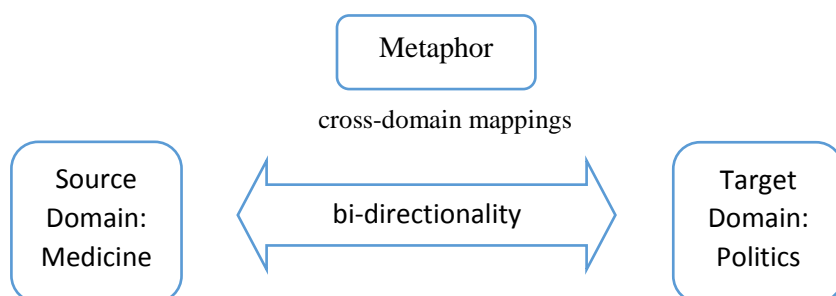 Metaphor
cross-domain mappings
Source
Domain:
Medicine
bi-directionality
Target
Domain:
Politics